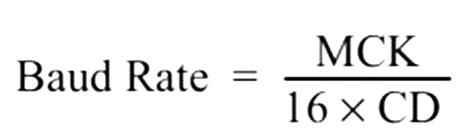 Baud Rate = MCK
16 × CD